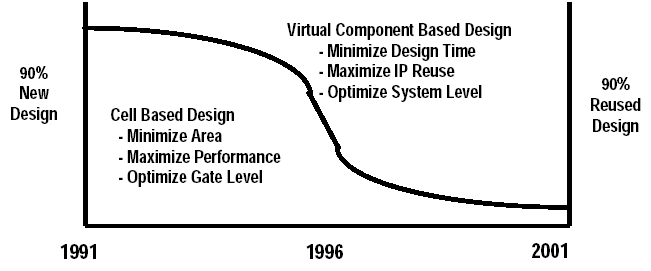 Virtual Component Based Design
- Minimize Design Time
- Maximize IP Reuse
- Optimize System Level
90%
New
Design
90%
Reused
Design
Cell Based Design
- Minimize Area
- Maximize Performance
- Optimize Gate Level
1991
1996
2001